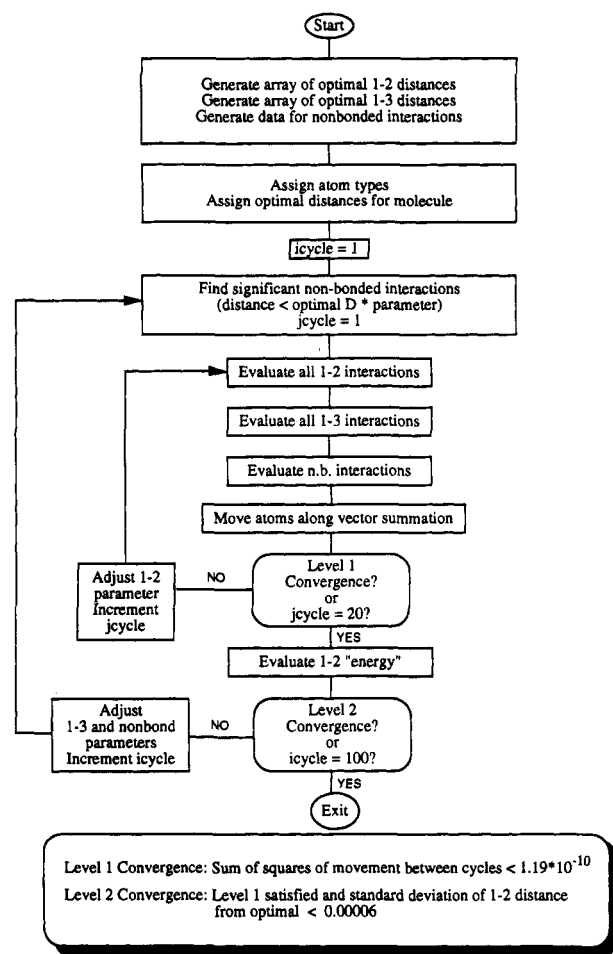 Start
Generate array of optimal 1-2 distances
Generate array of optimal 1-3 distances
Generate data for nonbonded interactions
Assign atom types
Assign optimal distances for molecule
icycle = 1
Find significant non-bonded interactions
(distance < optimal D * parameter)
jcycle = 1
Evaluate all 1-2 interactions
Evaluate all 1-3 interactions
Evaluate n.b. interactions
Move atoms along vector summation
Level 1
Convergence?
or
jcycle = 20?
NO
Adjust 1-2
parameter
Increment
jcycle
YES
Evaluate 1-2 "energy"
Level 2
Convergence?
or
icycle = 100?
NO
Adjust
1-3 and nonbond
parameters
Increment icycle
YES
Exit
Level 1 Convergence: Sum of squares of movement between cycles < 1.19*10^-10
Level 2 Convergence: Level 1 satisfied and standard deviation of 1-2 distance
from optimal < 0.00006